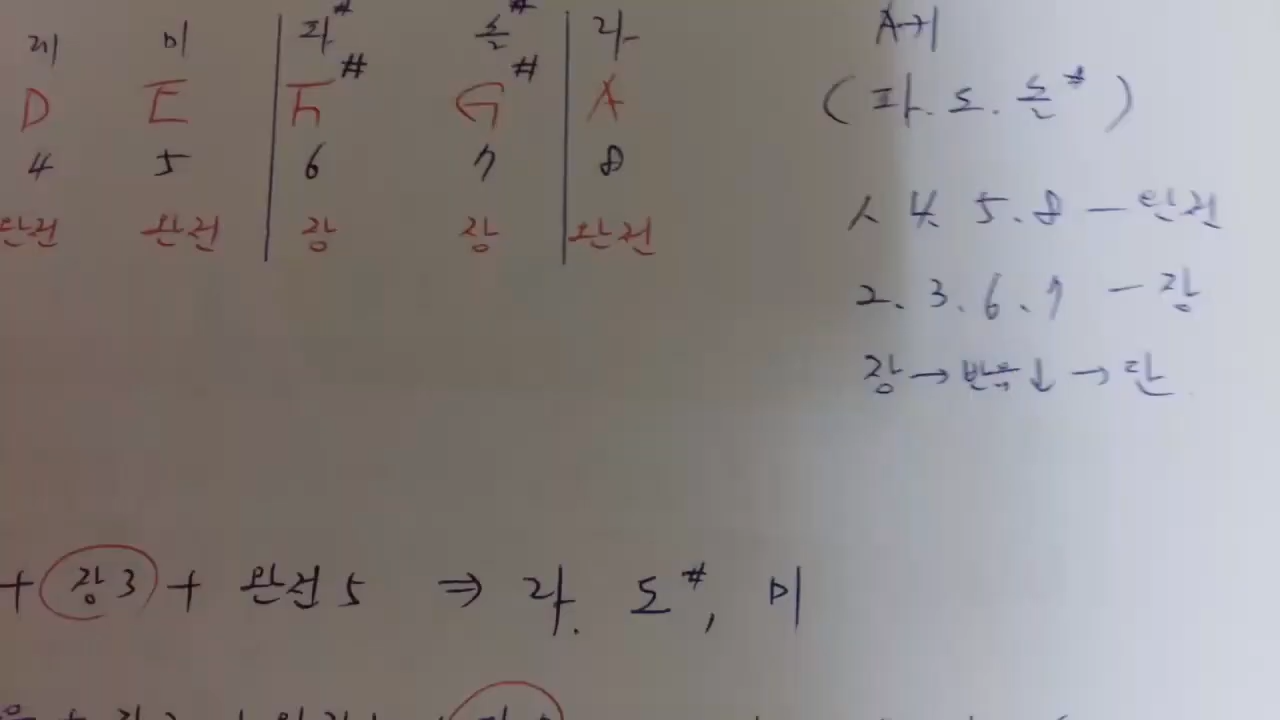 레 미 파# 솔# 라
D E F# G# A
4 5 6 7 8
완전 완전 장 장 완전
A키
(파. 도. 솔#)
1 4. 5. 8 — 완전
2. 3. 6. 7 — 장
장 → 반음↓ → 단
+ 장3 + 완전5 ⇒ 라. 도#, 미